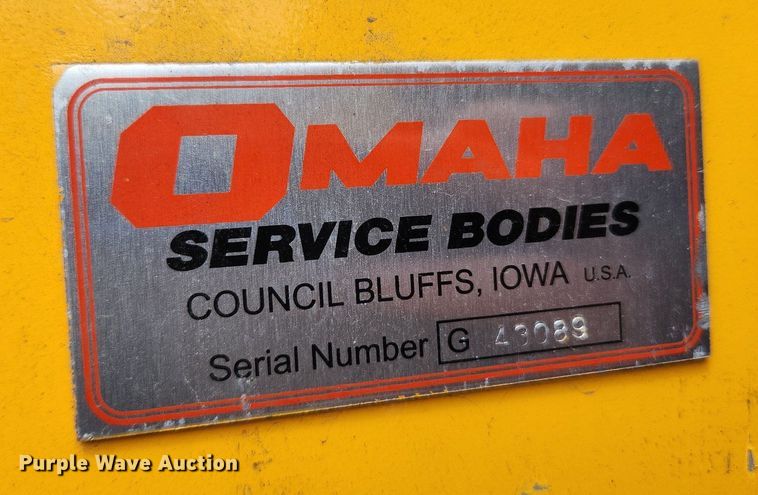 OMAHA
SERVICE BODIES
COUNCIL BLUFFS, IOWA U.S.A.
Serial Number G 43089
Purple Wave Auction